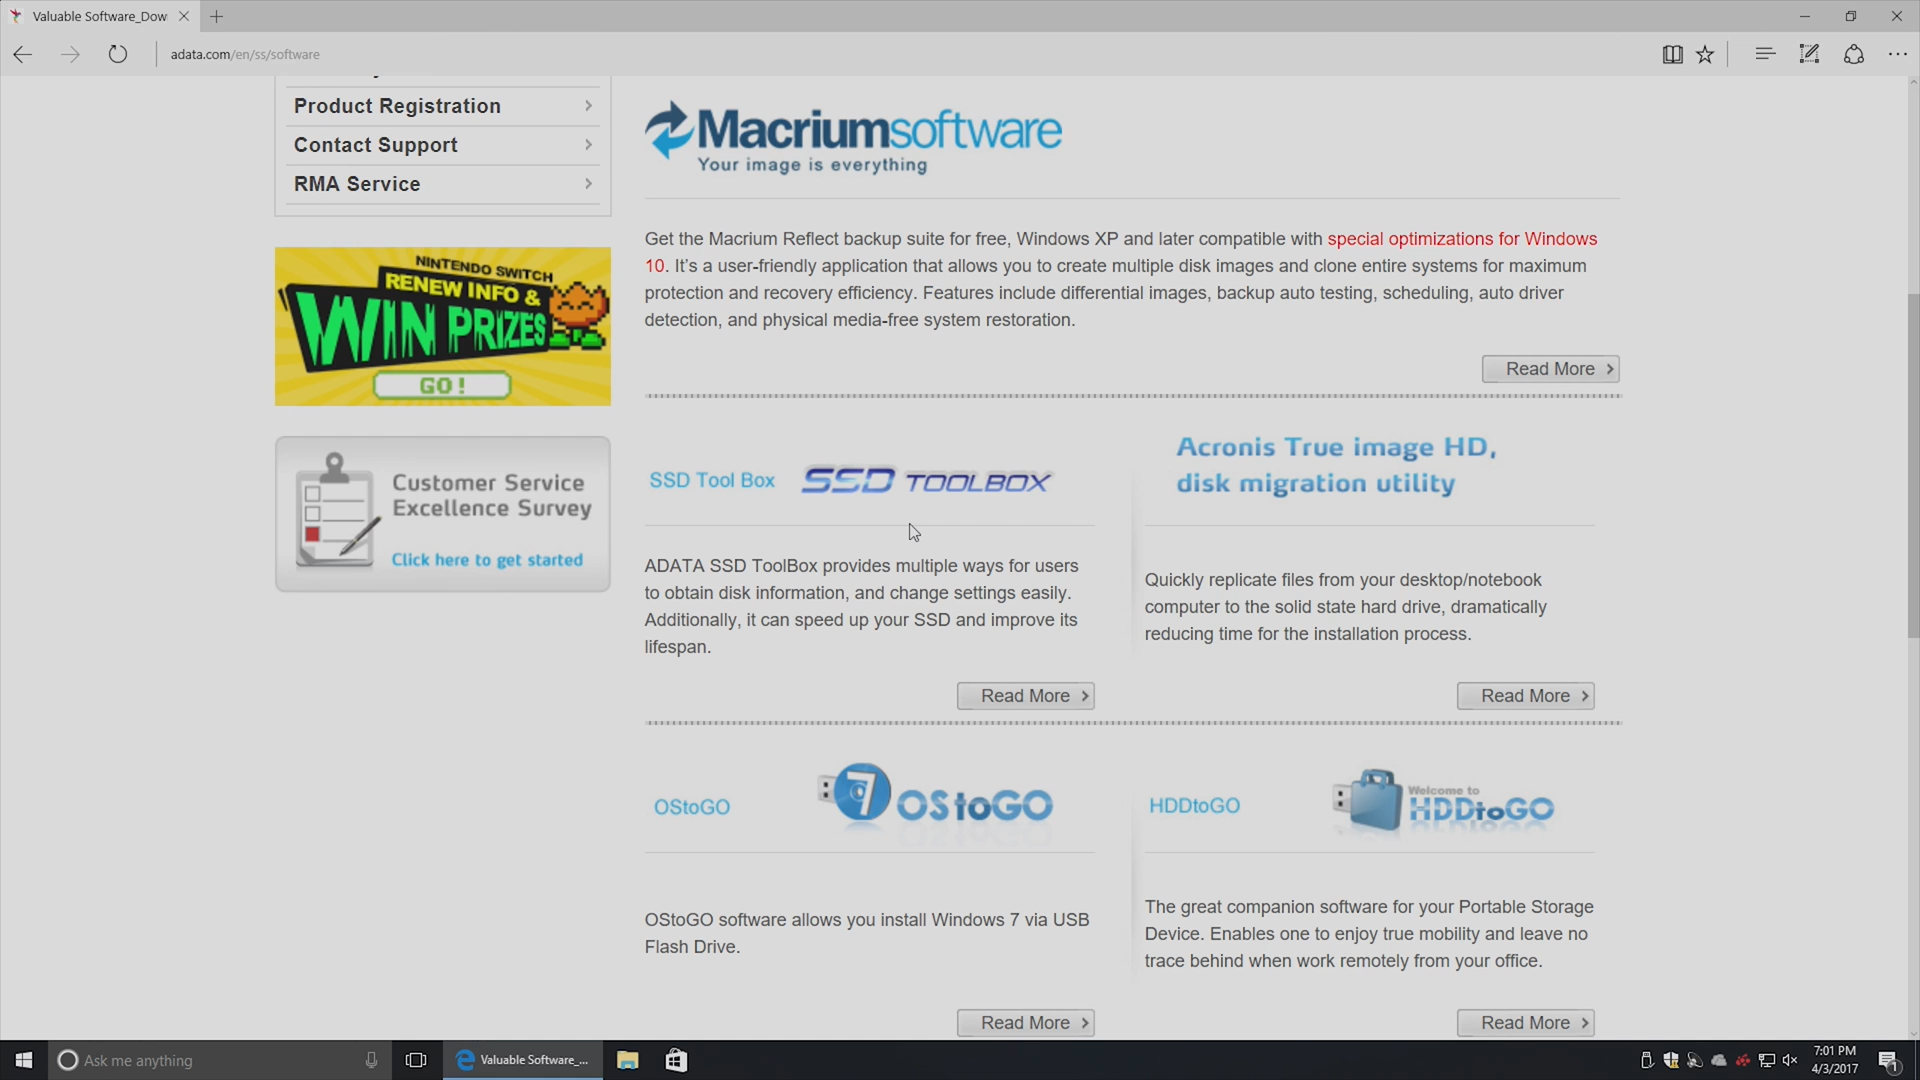 Valuable Software_Dow
adata.com/en/ss/software
Product Registration
Contact Support
RMA Service
NINTENDO SWITCH
RENEW INFO &
WIN PRIZES
GO!
Customer Service
Excellence Survey
Click here to get started
Macriumsoftware
Your image is everything
Get the Macrium Reflect backup suite for free, Windows XP and later compatible with special optimizations for Windows
10. It’s a user-friendly application that allows you to create multiple disk images and clone entire systems for maximum
protection and recovery efficiency. Features include differential images, backup auto testing, scheduling, auto driver
detection, and physical media-free system restoration.
Read More
SSD Tool Box
SSD TOOLBOX
ADATA SSD ToolBox provides multiple ways for users
to obtain disk information, and change settings easily.
Additionally, it can speed up your SSD and improve its
lifespan.
Read More
Acronis True image HD,
disk migration utility
Quickly replicate files from your desktop/notebook
computer to the solid state hard drive, dramatically
reducing time for the installation process.
Read More
OStoGO
7 OStoGO
OStoGO software allows you install Windows 7 via USB
Flash Drive.
Read More
HDDtoGO
Welcome to
HDDtoGO
The great companion software for your Portable Storage
Device. Enables one to enjoy true mobility and leave no
trace behind when work remotely from your office.
Read More
Ask me anything
Valuable Software_...
7:01 PM
4/3/2017
1